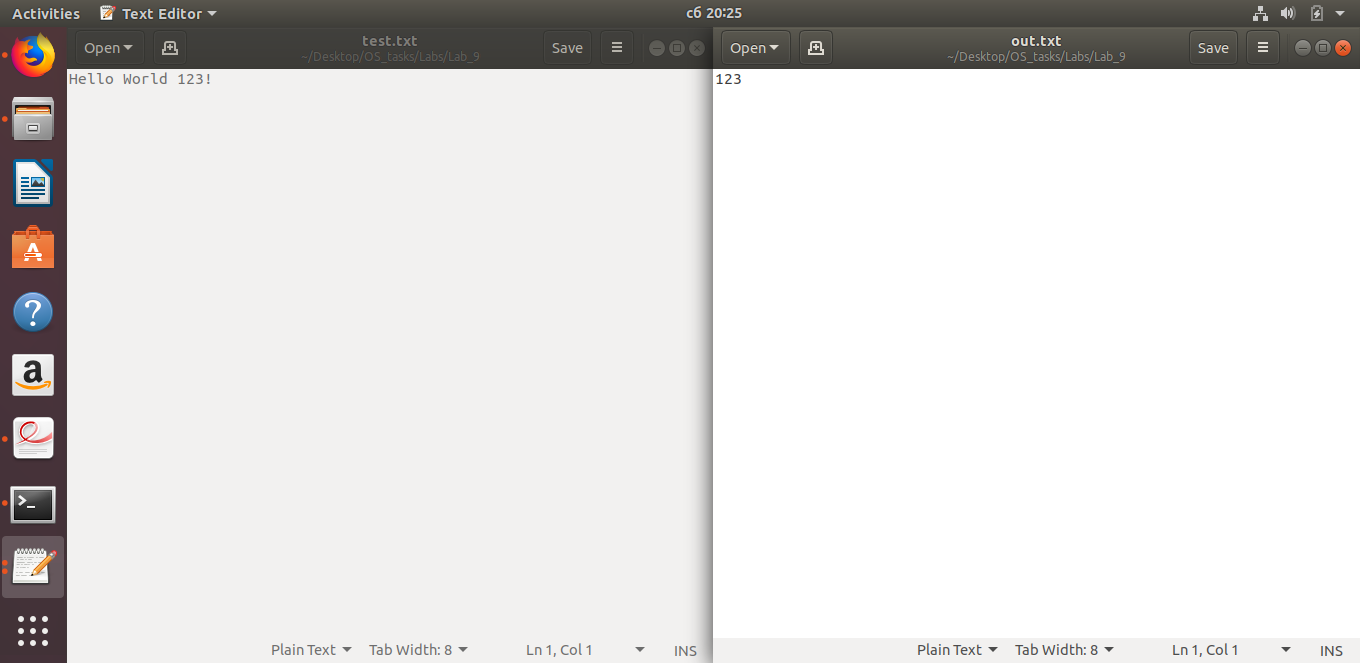 Activities Text Editor сб 20:25
Open test.txt Save
~/Desktop/OS_tasks/Labs/Lab_9
Hello World 123!
Plain Text Tab Width: 8 Ln 1, Col 1 INS
Open out.txt Save
~/Desktop/OS_tasks/Labs/Lab_9
123
Plain Text Tab Width: 8 Ln 1, Col 1 INS